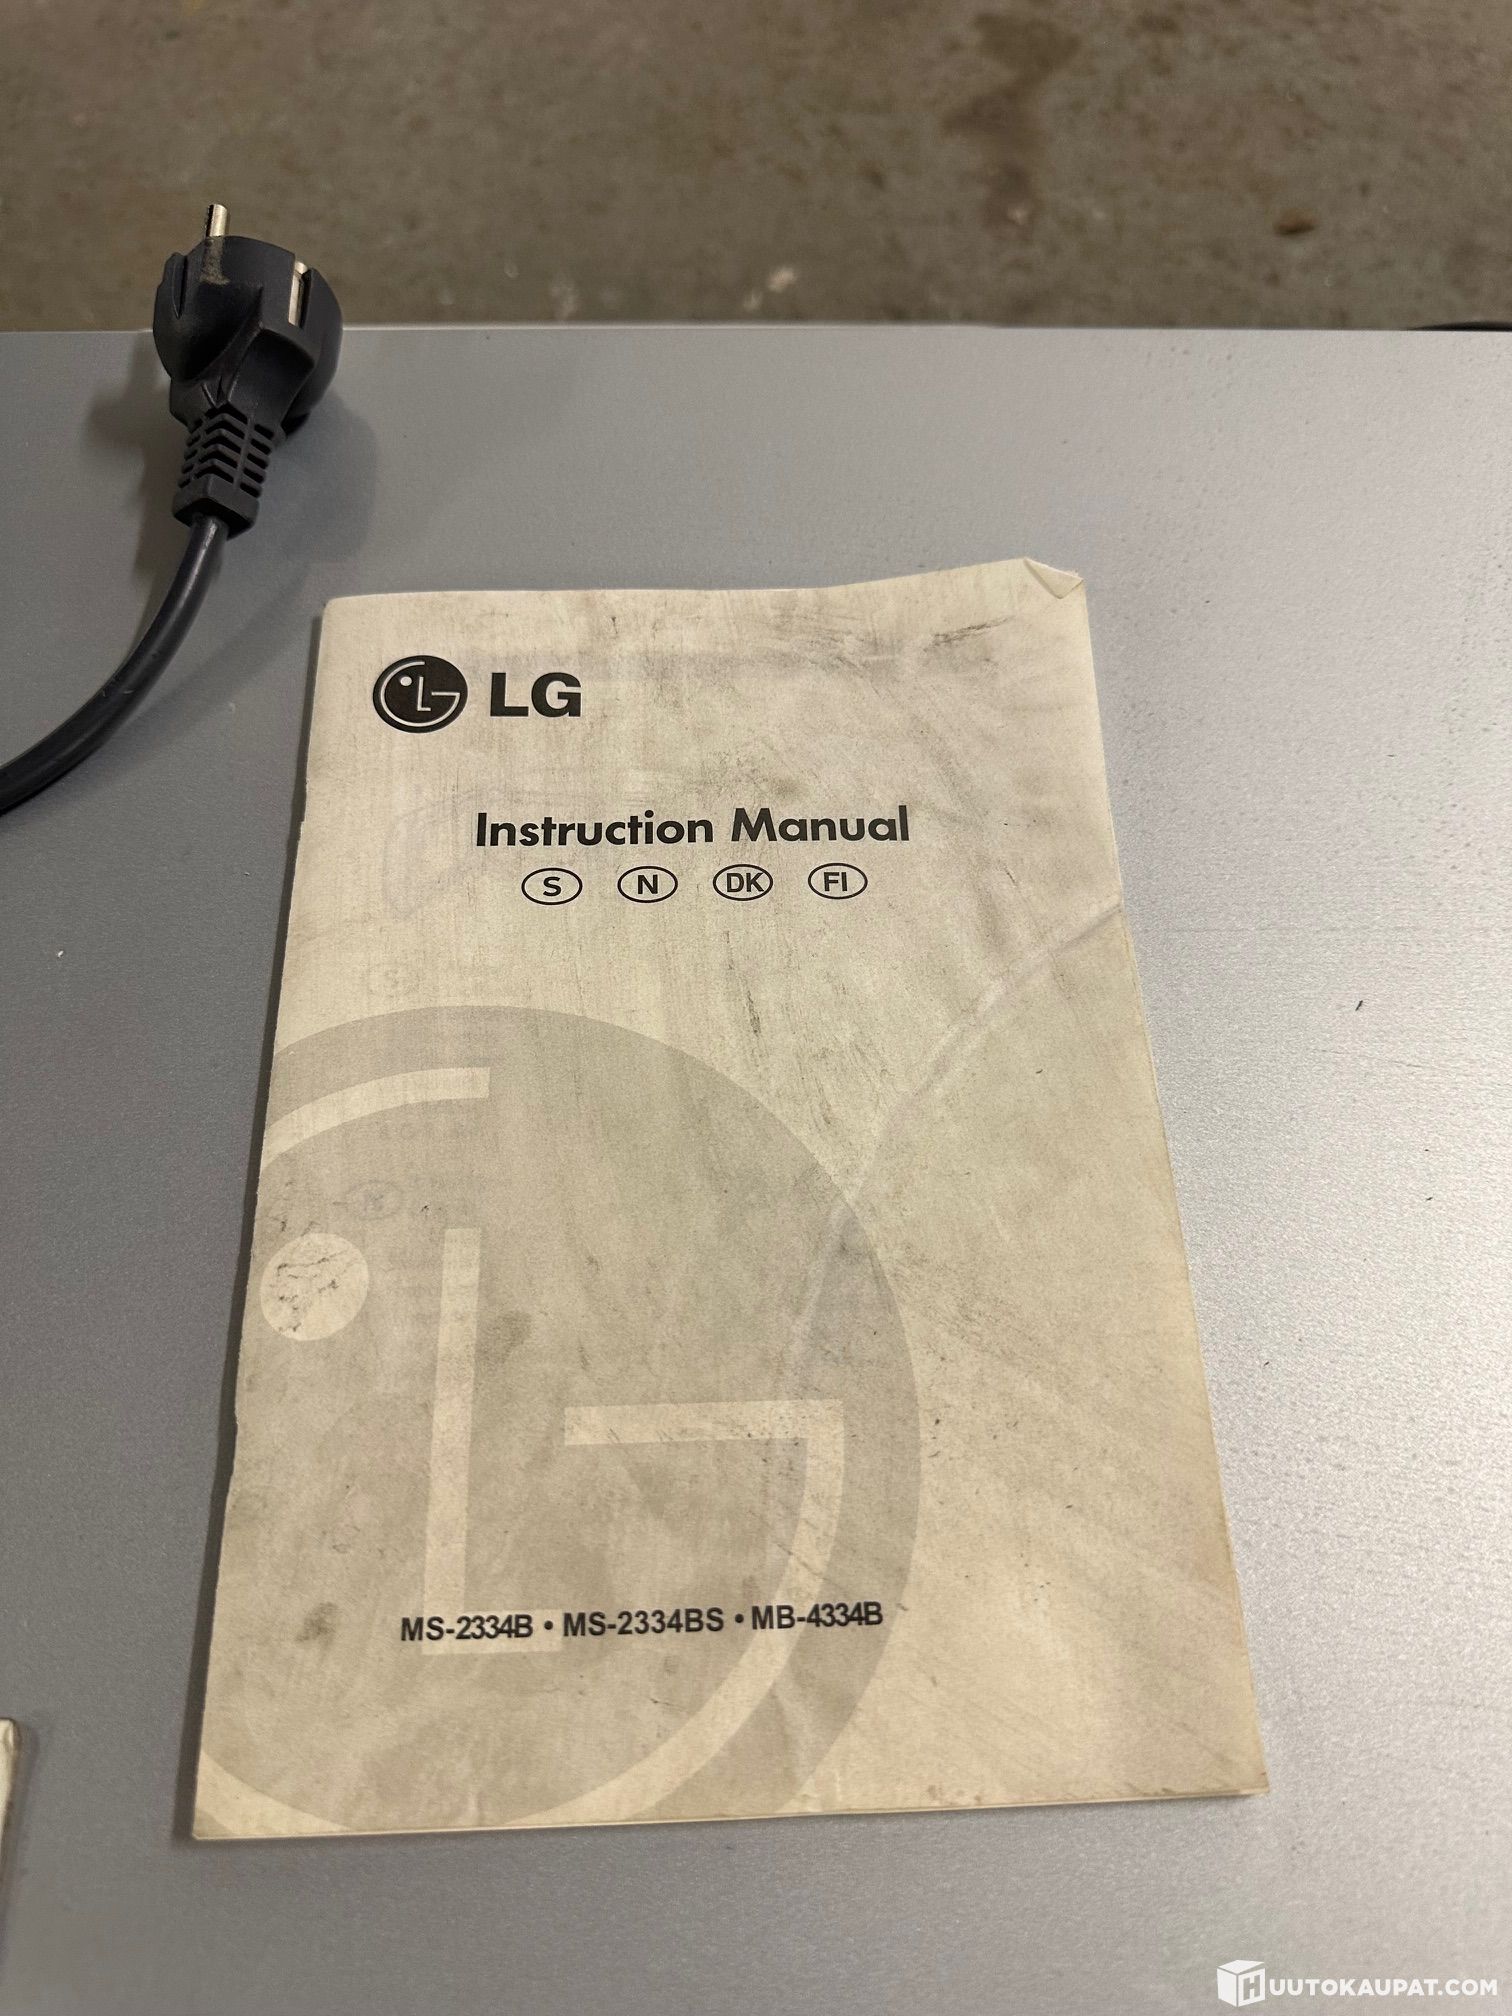 LG
Instruction Manual
S N DK FI
MS-2334B • MS-2334BS • MB-4334B
HUUTOKAUPAT.COM